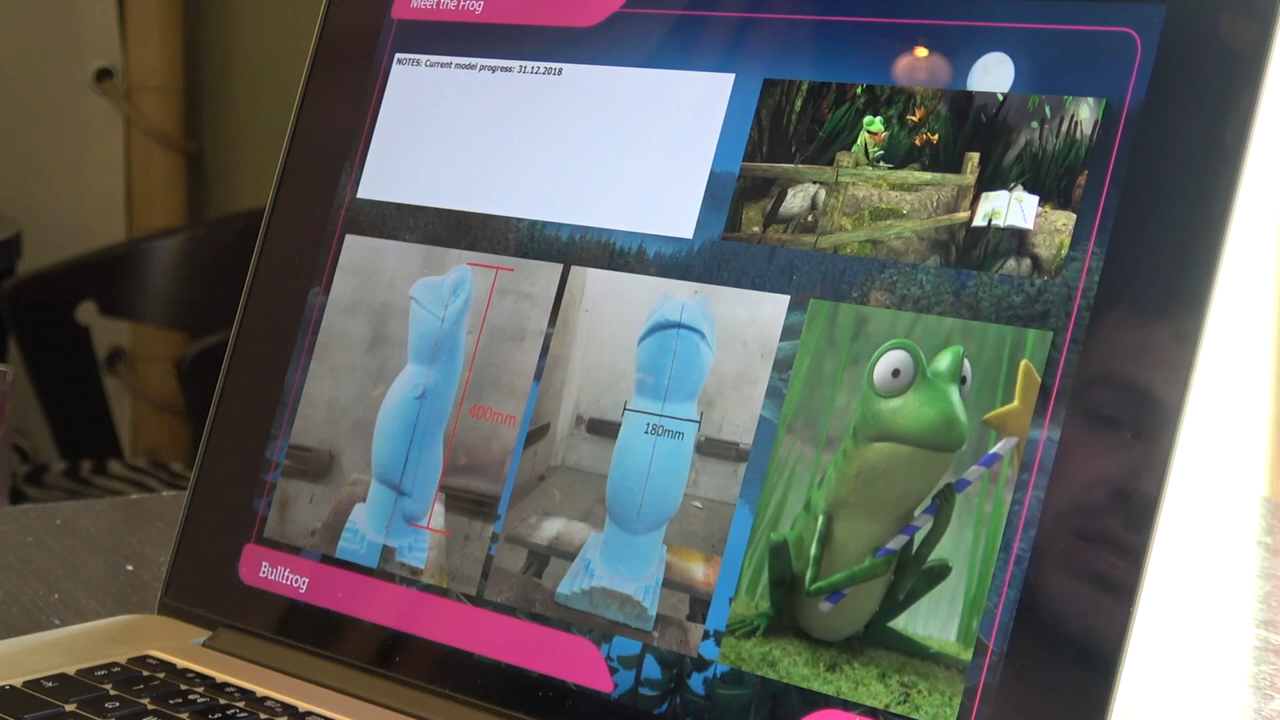 Meet the Frog
NOTES: Current model progress: 31.12.2018
400mm
180mm
Bullfrog